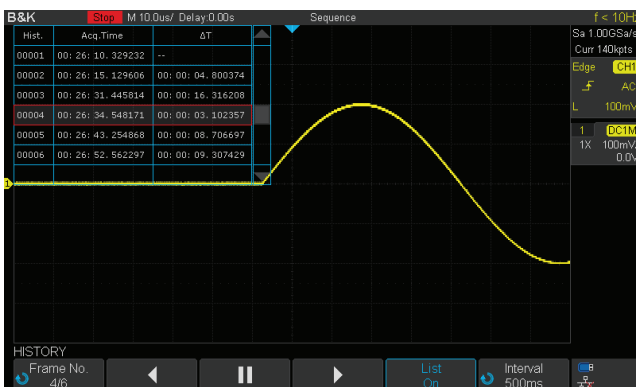 B&K Stop M 10.0us/ Delay:0.00s Sequence f < 10Hz
Sa 1.00GSa/s
Curr 140kpts
Hist. Acq.Time ΔT
00001 00: 26: 10. 329232 --
00002 00: 26: 15. 129606 00: 00: 04. 800374
00003 00: 26: 31. 445814 00: 00: 16. 316208
00004 00: 26: 34. 548171 00: 00: 03. 102357
00005 00: 26: 43. 254868 00: 00: 08. 706697
00006 00: 26: 52. 562297 00: 00: 09. 307429
Edge CH1
AC
L 100mV
1 DC1M
1X 100mV/
0.0V
1
HISTORY
Frame No. List Interval
4/6 On 500ms